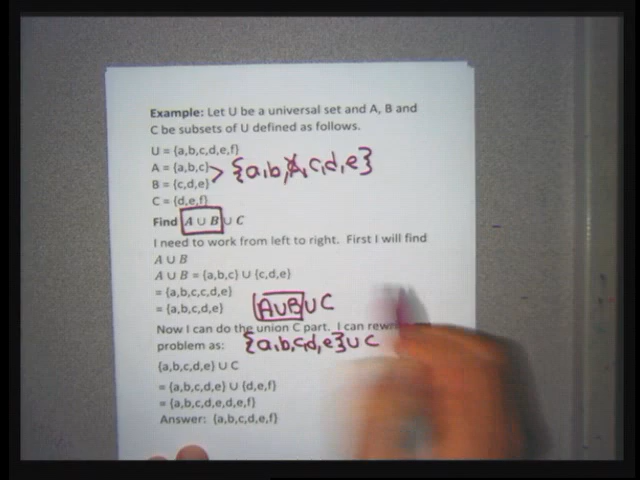 Example: Let U be a universal set and A, B and
C be subsets of U defined as follows.
U = {a,b,c,d,e,f}
A = {a,b,c}
B = {c,d,e}
> {a,b,c,c,d,e}
C = {d,e,f}
Find A ∪ B ∪ C
I need to work from left to right. First I will find
A ∪ B
A ∪ B = {a,b,c} ∪ {c,d,e}
= {a,b,c,c,d,e}
= {a,b,c,d,e}
A∪B ∪ C
Now I can do the union C part. I can
problem as:
{a,b,c,d,e} ∪ C
{a,b,c,d,e} ∪ C
= {a,b,c,d,e} ∪ {d,e,f}
= {a,b,c,d,e,d,e,f}
Answer: {a,b,c,d,e,f}